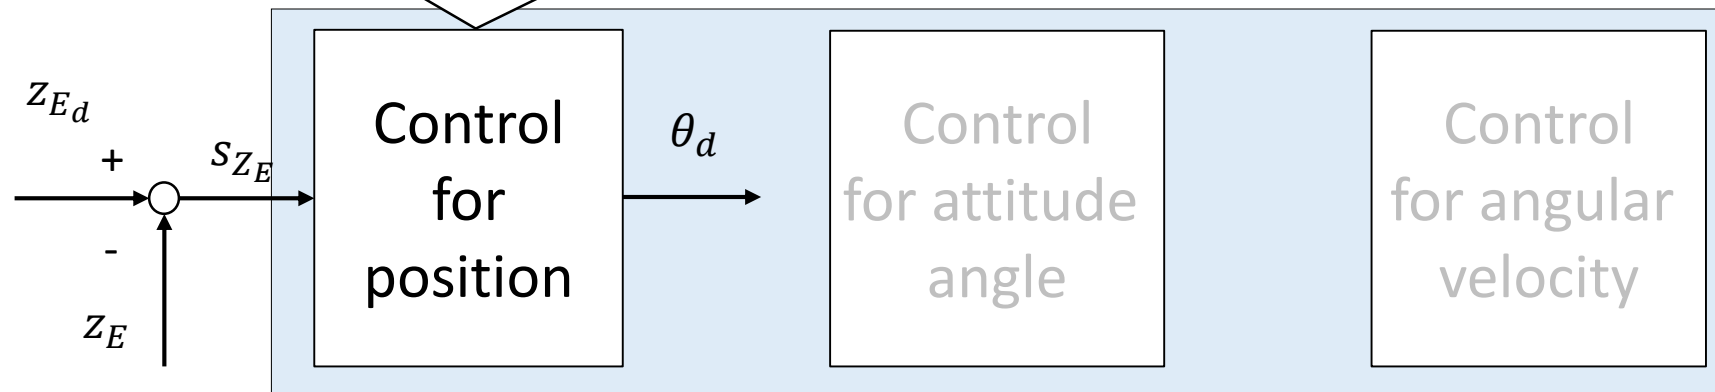 z_{E_d}
+
s_{Z_E}
-
z_E
Control
for
position
θ_d
Control
for attitude
angle
Control
for angular
velocity